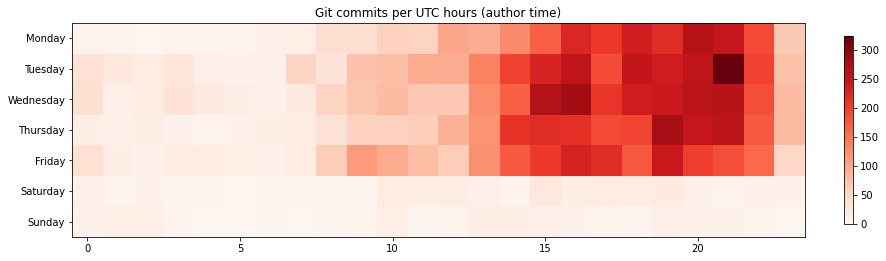 Git commits per UTC hours (author time)
Monday
Tuesday
Wednesday
Thursday
Friday
Saturday
Sunday
0 5 10 15 20
300
250
200
150
100
50
0